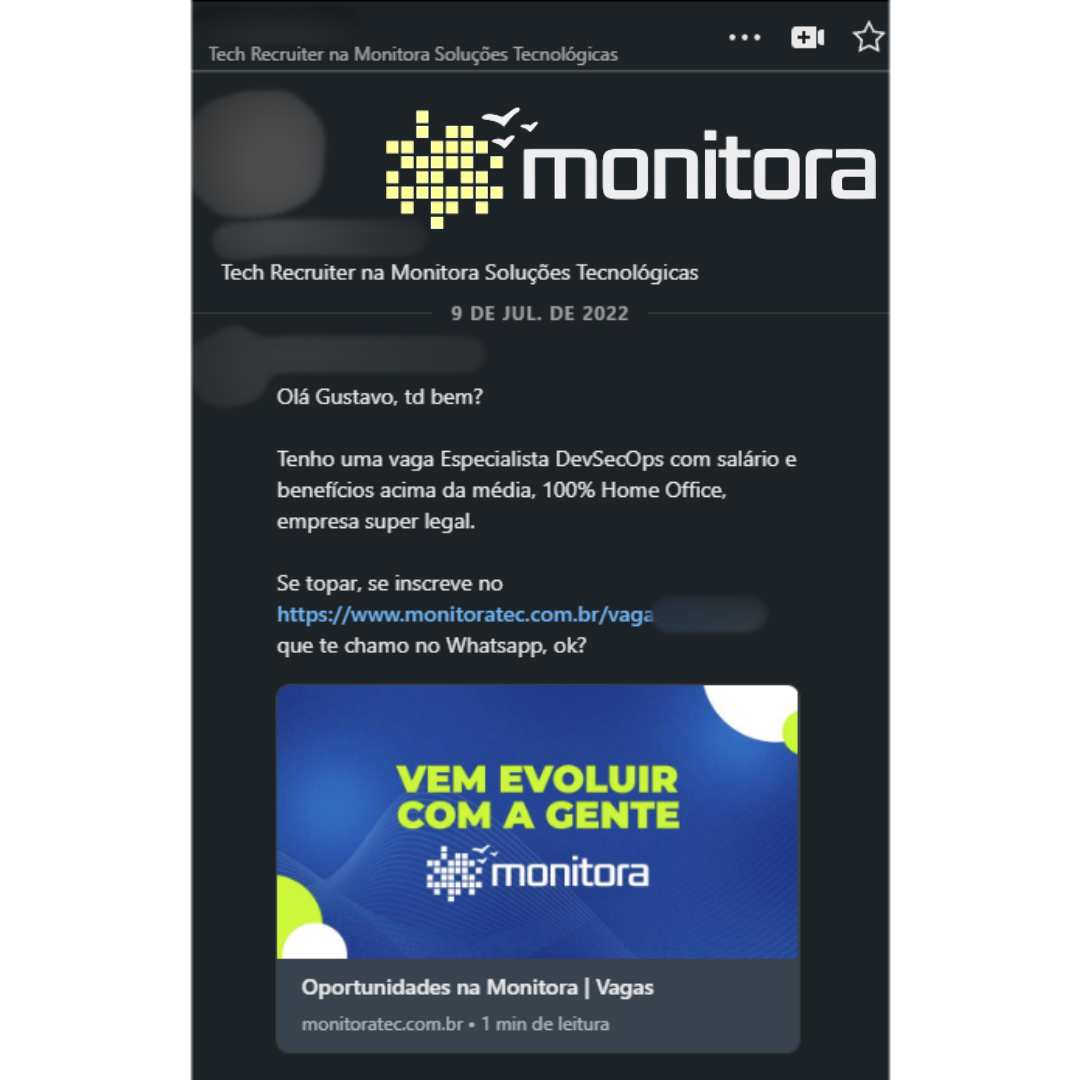 Tech Recruiter na Monitora Soluções Tecnológicas
monitora
Tech Recruiter na Monitora Soluções Tecnológicas
9 DE JUL. DE 2022
Olá Gustavo, td bem?
Tenho uma vaga Especialista DevSecOps com salário e
benefícios acima da média, 100% Home Office,
empresa super legal.
Se topar, se inscreve no
https://www.monitoratec.com.br/vaga
que te chamo no Whatsapp, ok?
VEM EVOLUIR
COM A GENTE
monitora
Oportunidades na Monitora | Vagas
monitoratec.com.br • 1 min de leitura